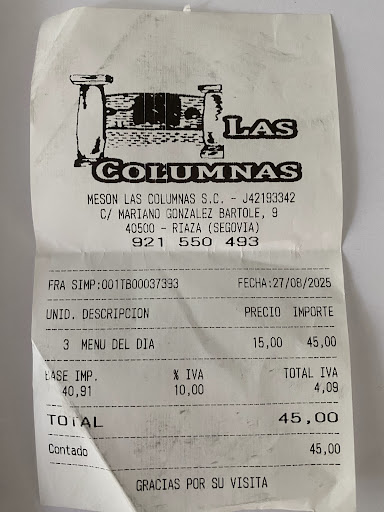 LAS
COLUMNAS
MESON LAS COLUMNAS S.C. - J42193342
C/ MARIANO GONZALEZ BARTOLE, 9
40500 - RIAZA (SEGOVIA)
921 550 493
FRA SIMP:001TB00037393 FECHA:27/08/2025
UNID. DESCRIPCION PRECIO IMPORTE
3 MENU DEL DIA 15,00 45,00
BASE IMP. % IVA TOTAL IVA
40,91 10,00 4,09
TOTAL 45,00
Contado 45,00
GRACIAS POR SU VISITA